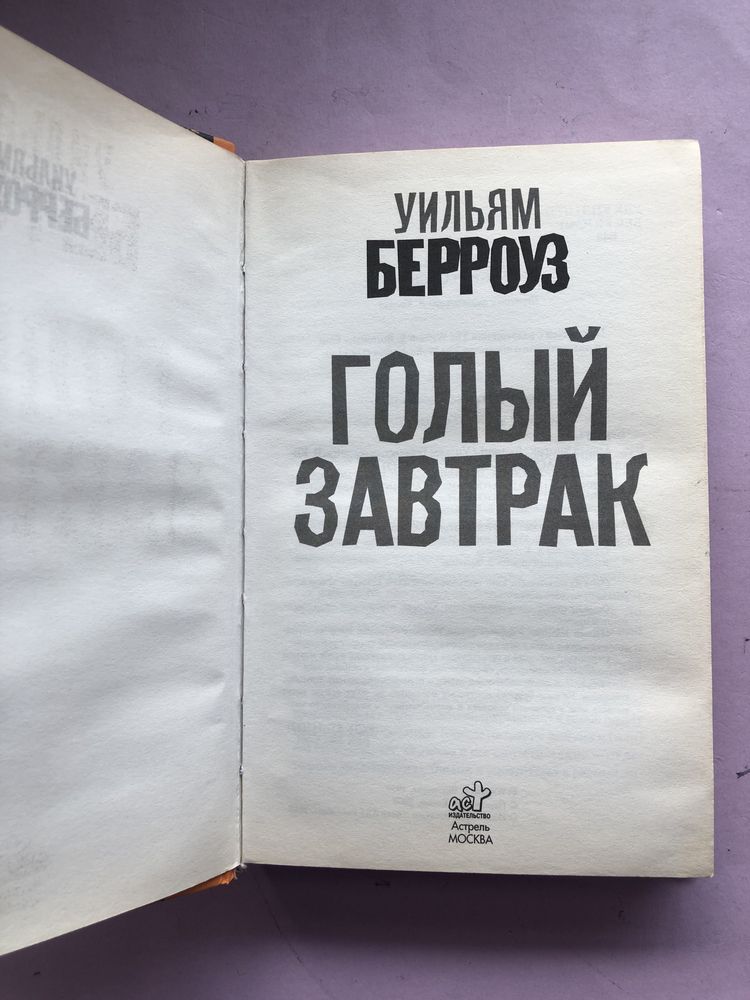 УИЛЬЯМ
БЕРРОУЗ
ГОЛЫЙ
ЗАВТРАК
аст
ИЗДАТЕЛЬСТВО
Астрель
МОСКВА